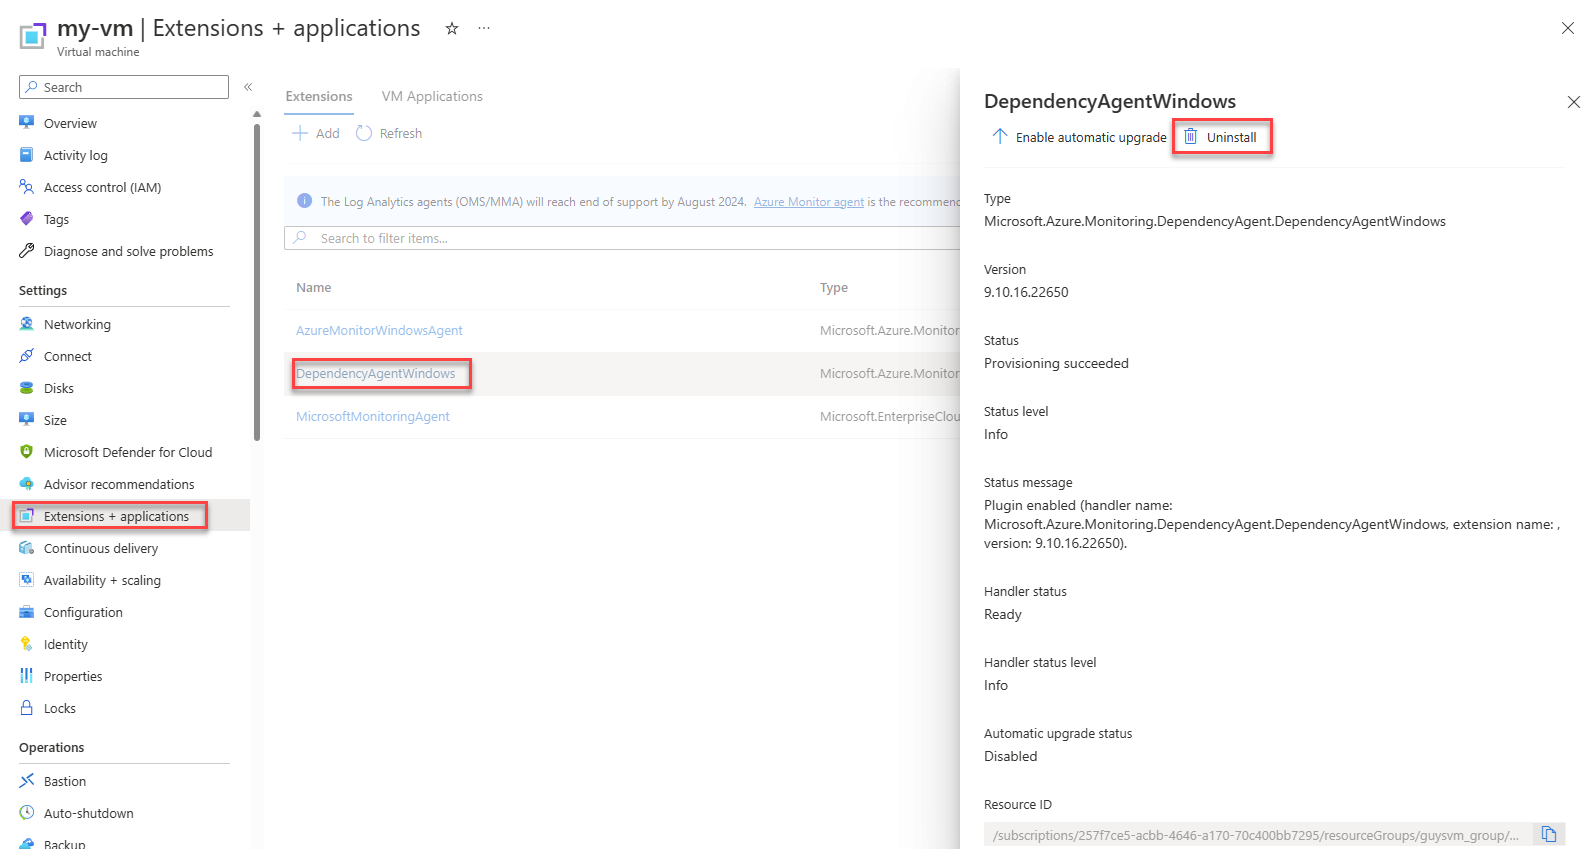 my-vm | Extensions + applications
Virtual machine
Search
Overview
Activity log
Access control (IAM)
Tags
Diagnose and solve problems
Settings
Networking
Connect
Disks
Size
Microsoft Defender for Cloud
Advisor recommendations
Extensions + applications
Continuous delivery
Availability + scaling
Configuration
Identity
Properties
Locks
Operations
Bastion
Auto-shutdown
Backup
Extensions VM Applications
Add Refresh
The Log Analytics agents (OMS/MMA) will reach end of support by August 2024. Azure Monitor agent is the recommend
Search to filter items...
Name Type
AzureMonitorWindowsAgent Microsoft.Azure.Monitor
DependencyAgentWindows Microsoft.Azure.Monitor
MicrosoftMonitoringAgent Microsoft.EnterpriseClou
DependencyAgentWindows
Enable automatic upgrade Uninstall
Type
Microsoft.Azure.Monitoring.DependencyAgent.DependencyAgentWindows
Version
9.10.16.22650
Status
Provisioning succeeded
Status level
Info
Status message
Plugin enabled (handler name:
Microsoft.Azure.Monitoring.DependencyAgent.DependencyAgentWindows, extension name: ,
version: 9.10.16.22650).
Handler status
Ready
Handler status level
Info
Automatic upgrade status
Disabled
Resource ID
/subscriptions/257f7ce5-acbb-4646-a170-70c400bb7295/resourceGroups/guysvm_group/...